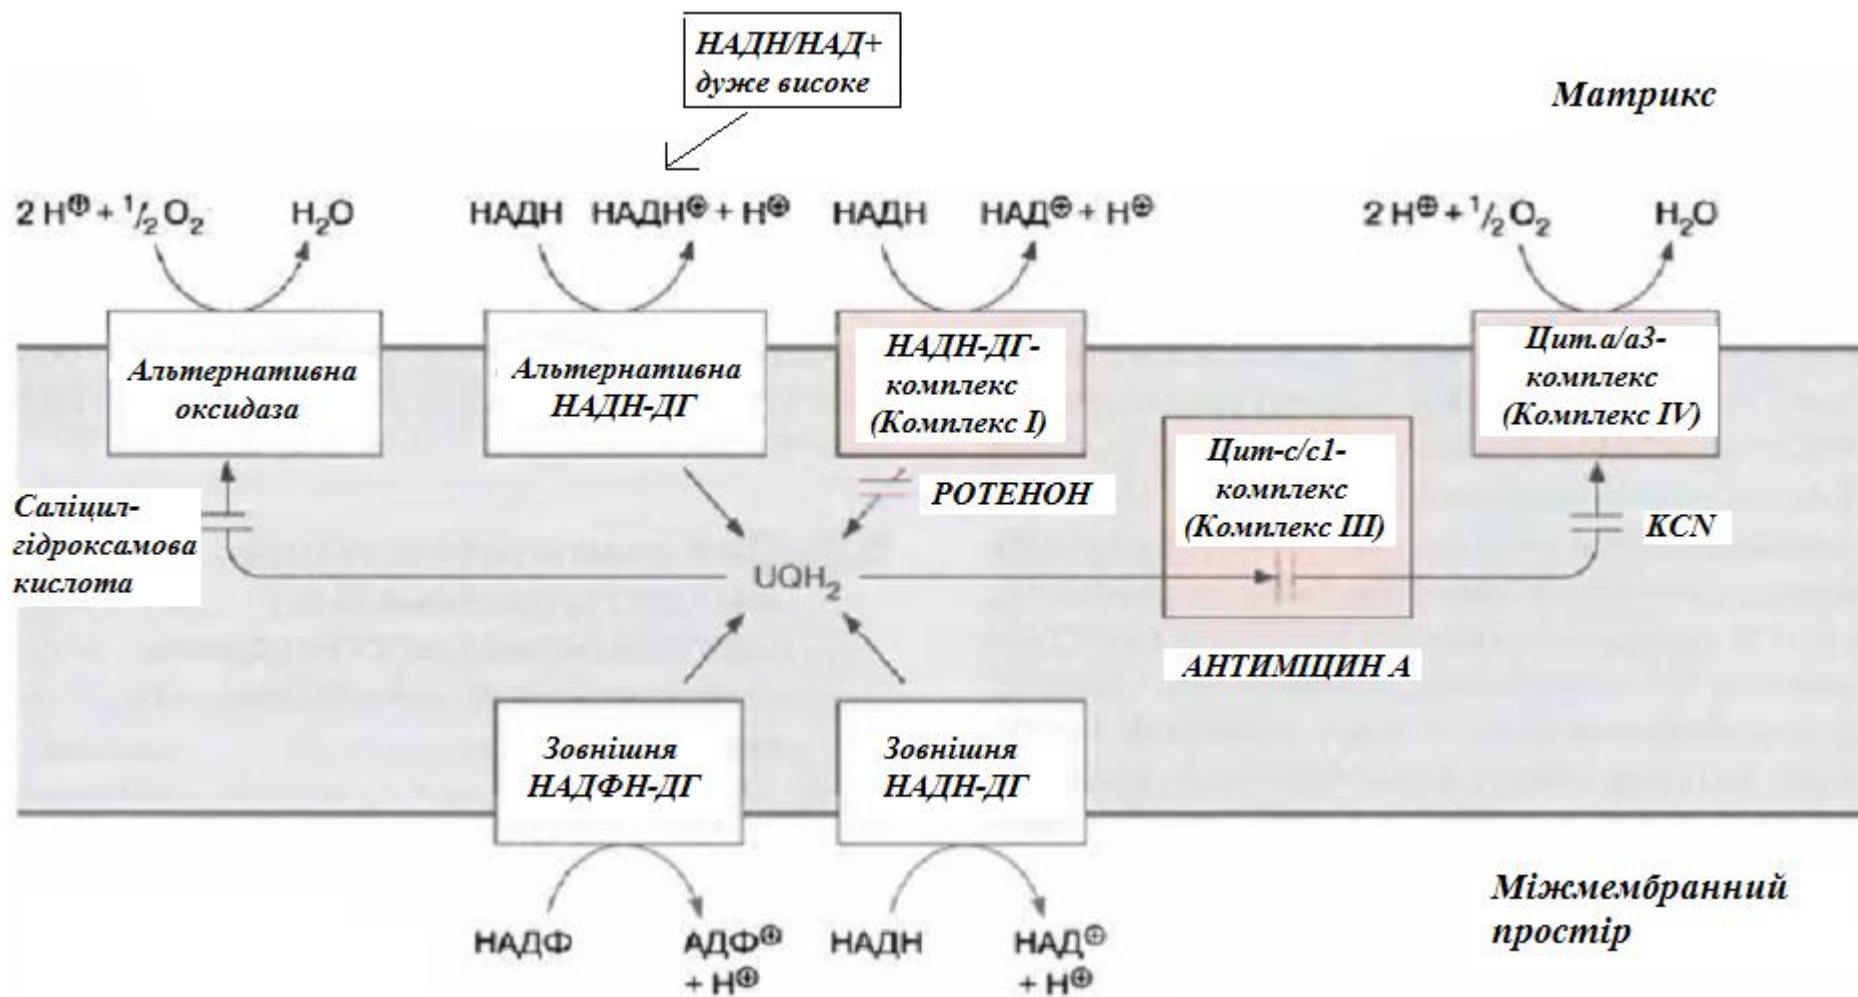 НАДН/НАД+
дуже високе
Матрикс
2 H⊕ + 1/2 O2
H2O
НАДН
НАДН⊕ + H⊕
НАДН
НАД⊕ + H⊕
2 H⊕ + 1/2 O2
H2O
Альтернативна
оксидаза
Альтернативна
НАДН-ДГ
НАДН-ДГ-
комплекс
(Комплекс I)
Цит.а/а3-
комплекс
(Комплекс IV)
Цит-с/с1-
комплекс
(Комплекс III)
Саліцил-
гідроксамова
кислота
РОТЕНОН
KCN
UQH2
АНТИМІЦИН А
Зовнішня
НАДФН-ДГ
Зовнішня
НАДН-ДГ
НАДФ
АДФ⊕
+ H⊕
НАДН
НАД⊕
+ H⊕
Міжмембранний
простір